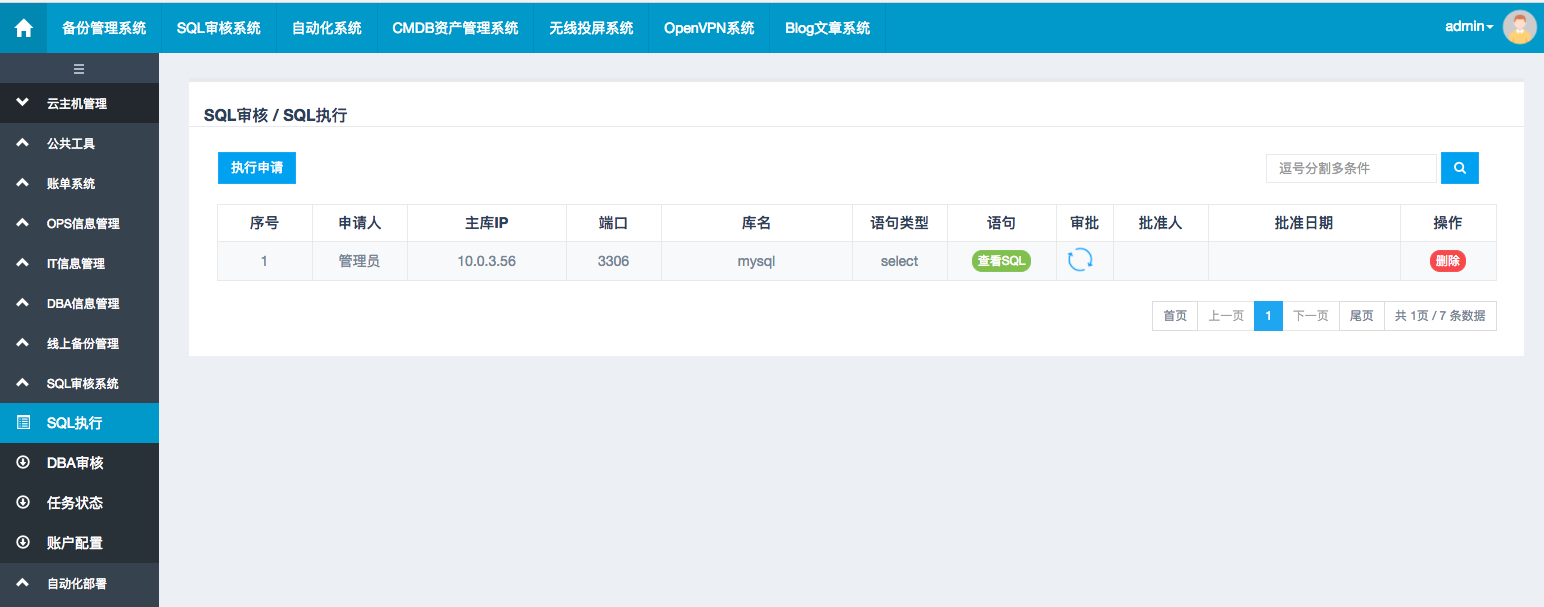 备份管理系统 SQL审核系统 自动化系统 CMDB资产管理系统 无线投屏系统 OpenVPN系统 Blog文章系统 admin
云主机管理
公共工具
账单系统
OPS信息管理
IT信息管理
DBA信息管理
线上备份管理
SQL审核系统
SQL执行
DBA审核
任务状态
账户配置
自动化部署
SQL审核 / SQL执行
执行申请 逗号分割多条件
序号 申请人 主库IP 端口 库名 语句类型 语句 审批 批准人 批准日期 操作
1 管理员 10.0.3.56 3306 mysql select 查看SQL 删除
首页 上一页 1 下一页 尾页 共 1页 / 7 条数据